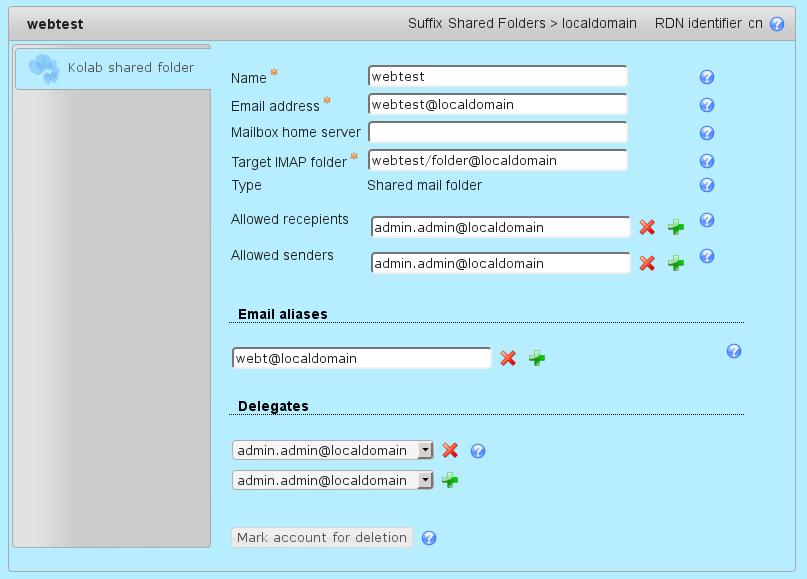 webtest Suffix Shared Folders > localdomain RDN identifier cn
Kolab shared folder
Name * webtest
Email address * webtest@localdomain
Mailbox home server
Target IMAP folder * webtest/folder@localdomain
Type Shared mail folder
Allowed recepients admin.admin@localdomain
Allowed senders admin.admin@localdomain
Email aliases
webt@localdomain
Delegates
admin.admin@localdomain
admin.admin@localdomain
Mark account for deletion